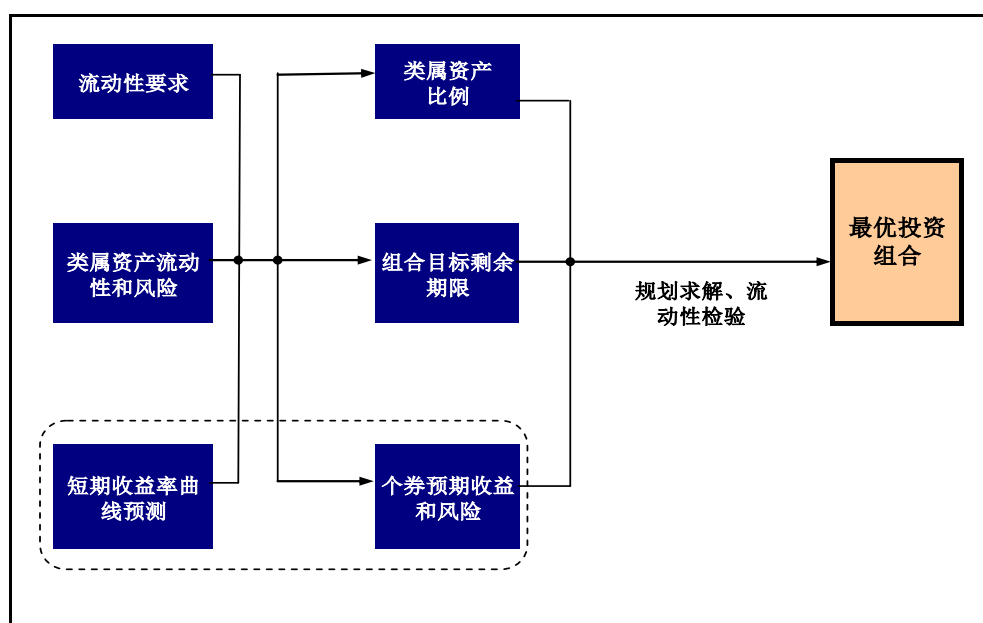 流动性要求
类属资产
比例
类属资产流动
性和风险
组合目标剩余
期限
最优投资
组合
规划求解、流
动性检验
短期收益率曲
线预测
个券预期收益
和风险